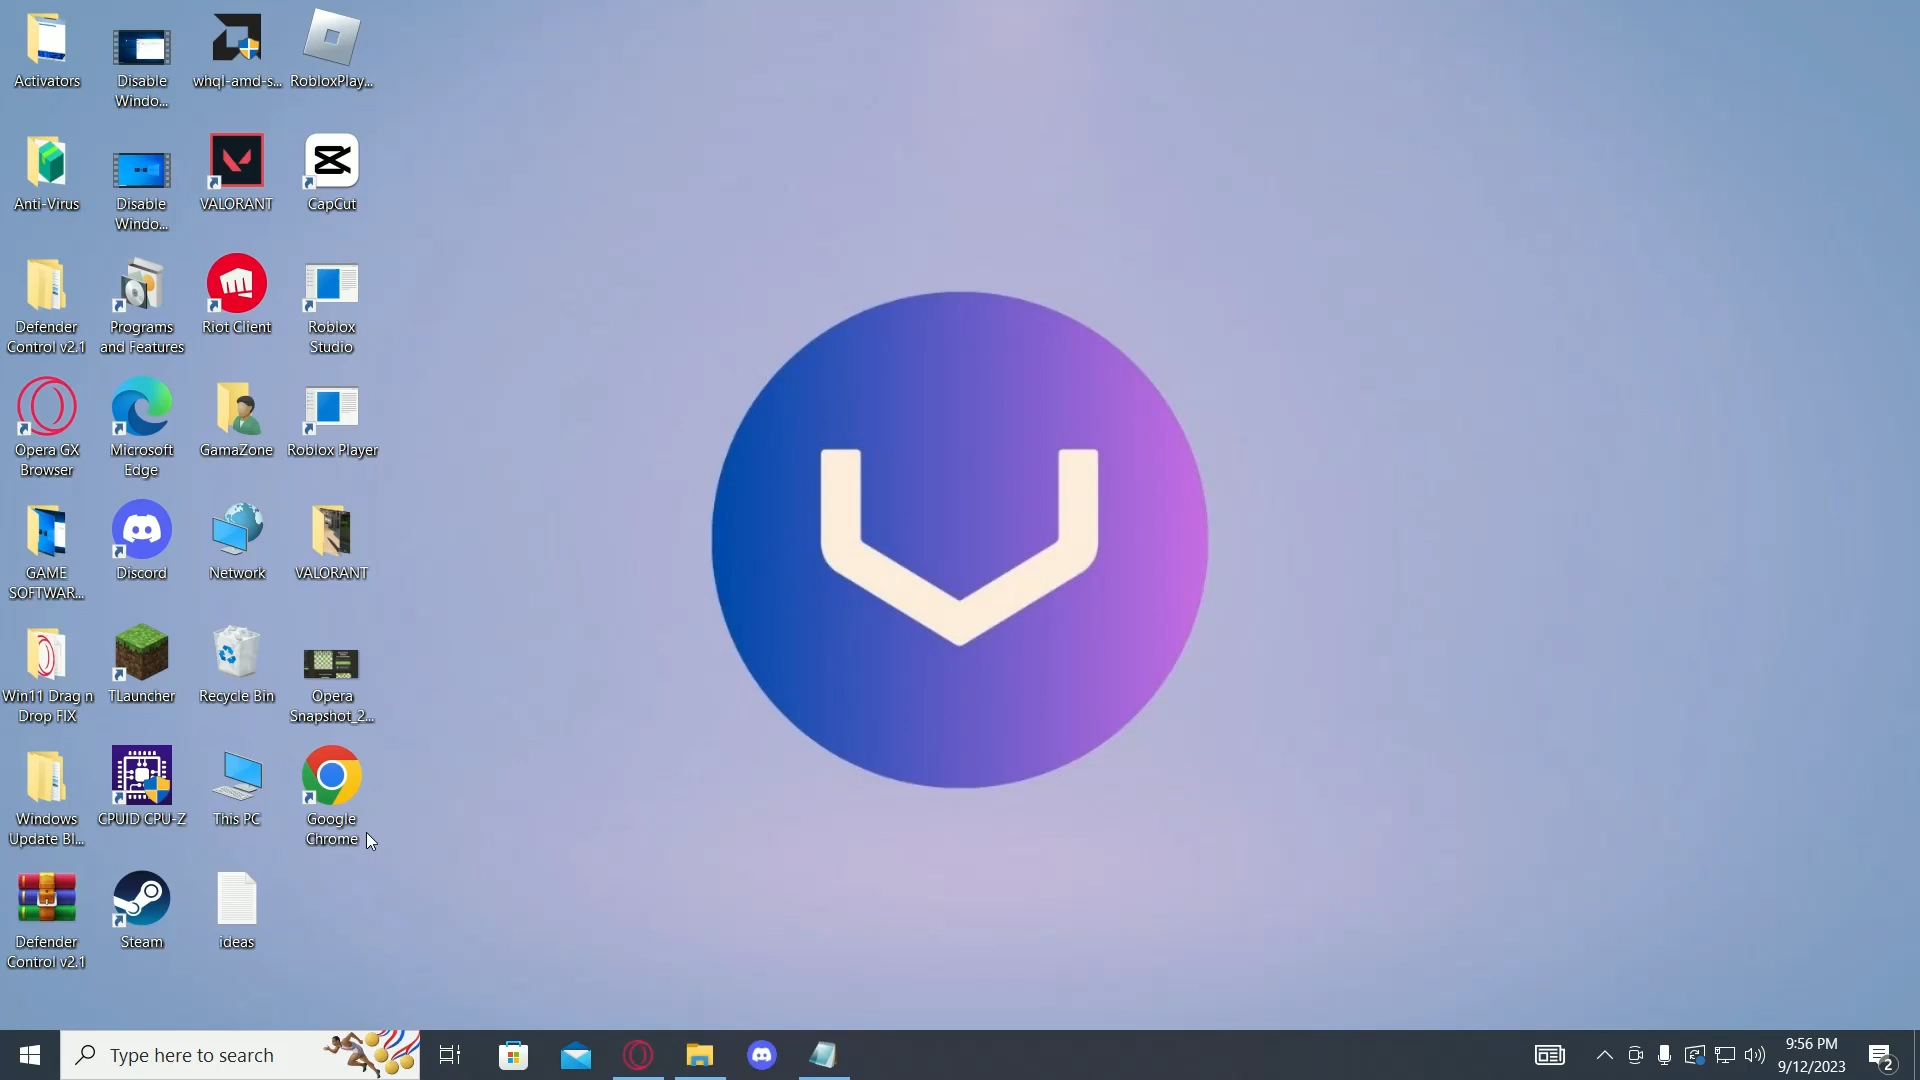 Activators
Disable
Windo...
whql-amd-s...
RobloxPlay...
Anti-Virus
Disable
Windo...
VALORANT
CapCut
Defender
Control v2.1
Programs
and Features
Riot Client
Roblox
Studio
Opera GX
Browser
Microsoft
Edge
GamaZone
Roblox Player
GAME
SOFTWAR...
Discord
Network
VALORANT
Win11 Drag n
Drop FIX
TLauncher
Recycle Bin
Opera
Snapshot_2...
Windows
Update Bl...
CPUID CPU-Z
This PC
Google
Chrome
Defender
Control v2.1
Steam
ideas
Type here to search
9:56 PM
9/12/2023
2